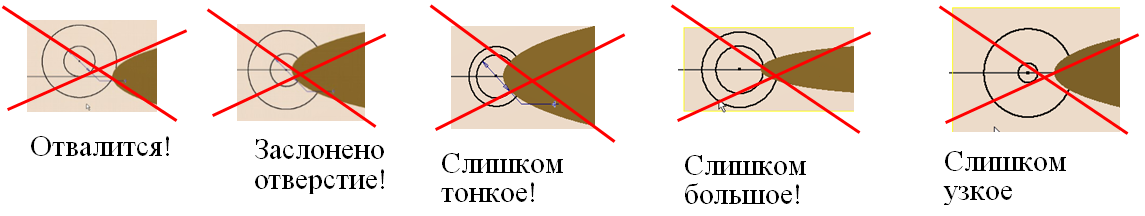 Отвалится!
Заслонено
отверстие!
Слишком
тонкое!
Слишком
большое!
Слишком
узкое